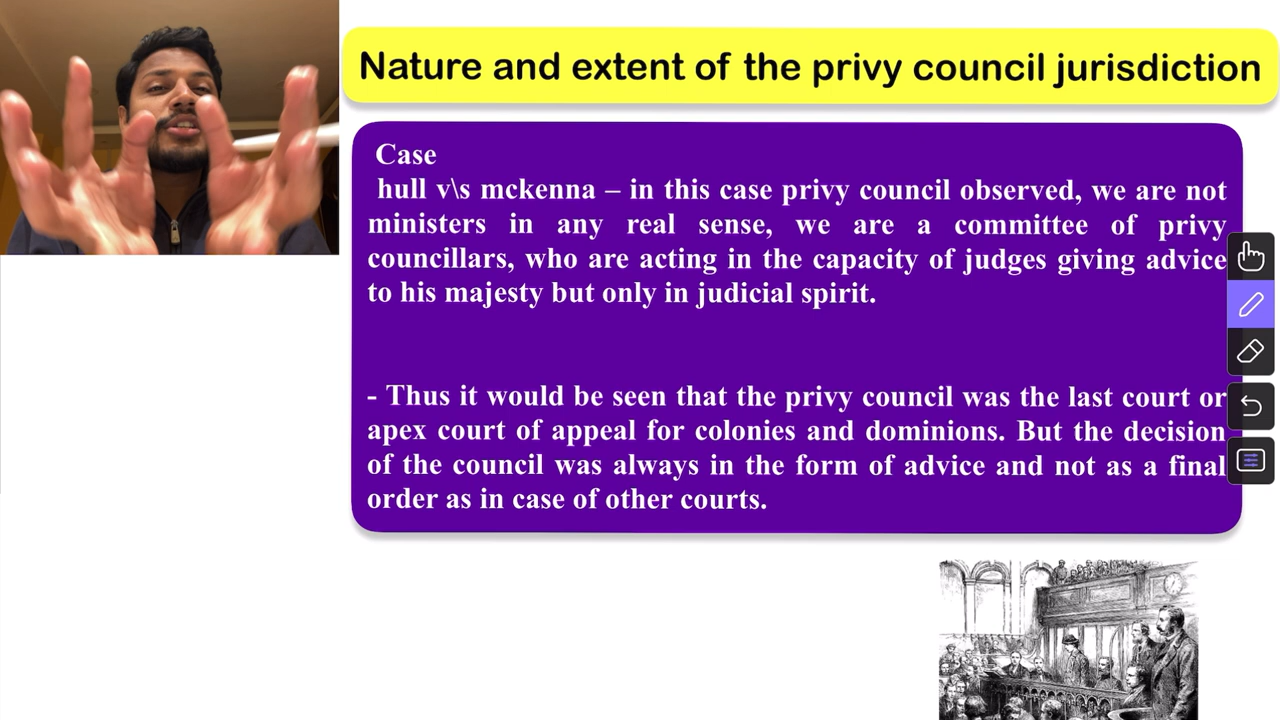 Nature and extent of the privy council jurisdiction
Case
hull v\s mckenna – in this case privy council observed, we are not
ministers in any real sense, we are a committee of privy
councillars, who are acting in the capacity of judges giving advice
to his majesty but only in judicial spirit.
- Thus it would be seen that the privy council was the last court or
apex court of appeal for colonies and dominions. But the decision
of the council was always in the form of advice and not as a final
order as in case of other courts.